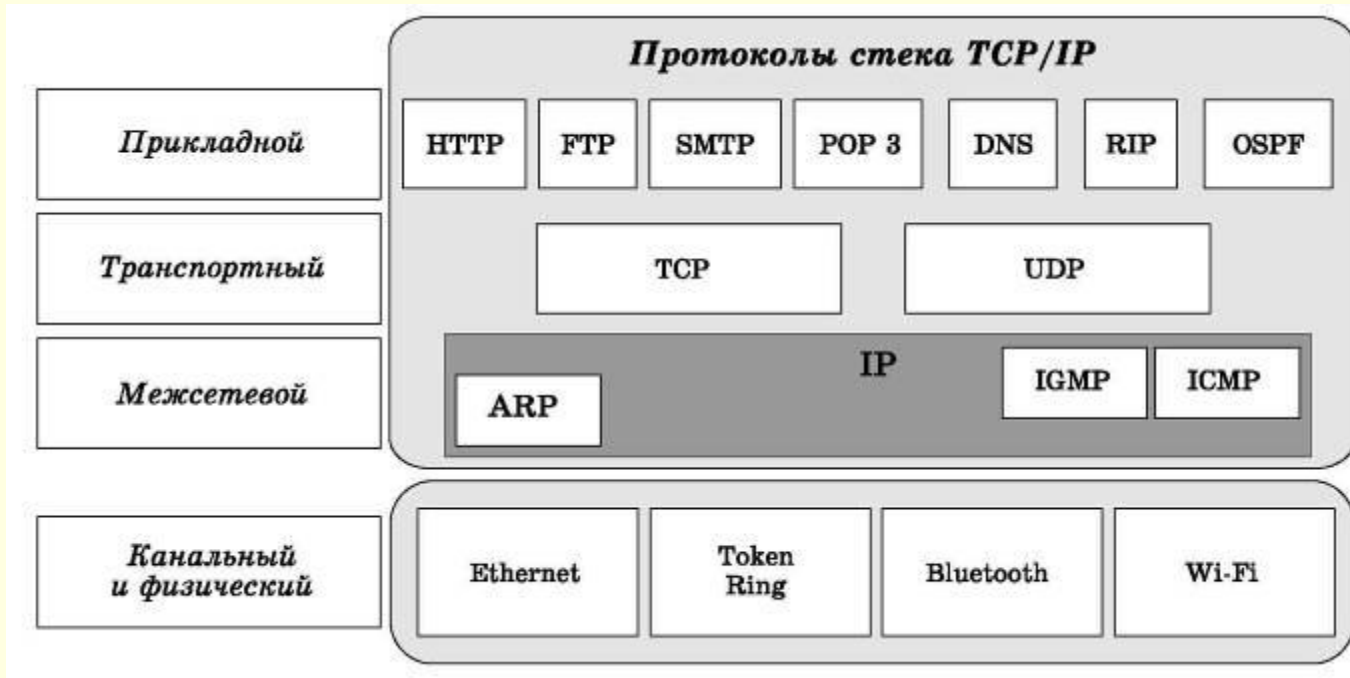 Протоколы стека TCP/IP
Прикладной
HTTP
FTP
SMTP
POP 3
DNS
RIP
OSPF
Транспортный
TCP
UDP
Межсетевой
IP
ARP
IGMP
ICMP
Канальный
и физический
Ethernet
Token
Ring
Bluetooth
Wi-Fi